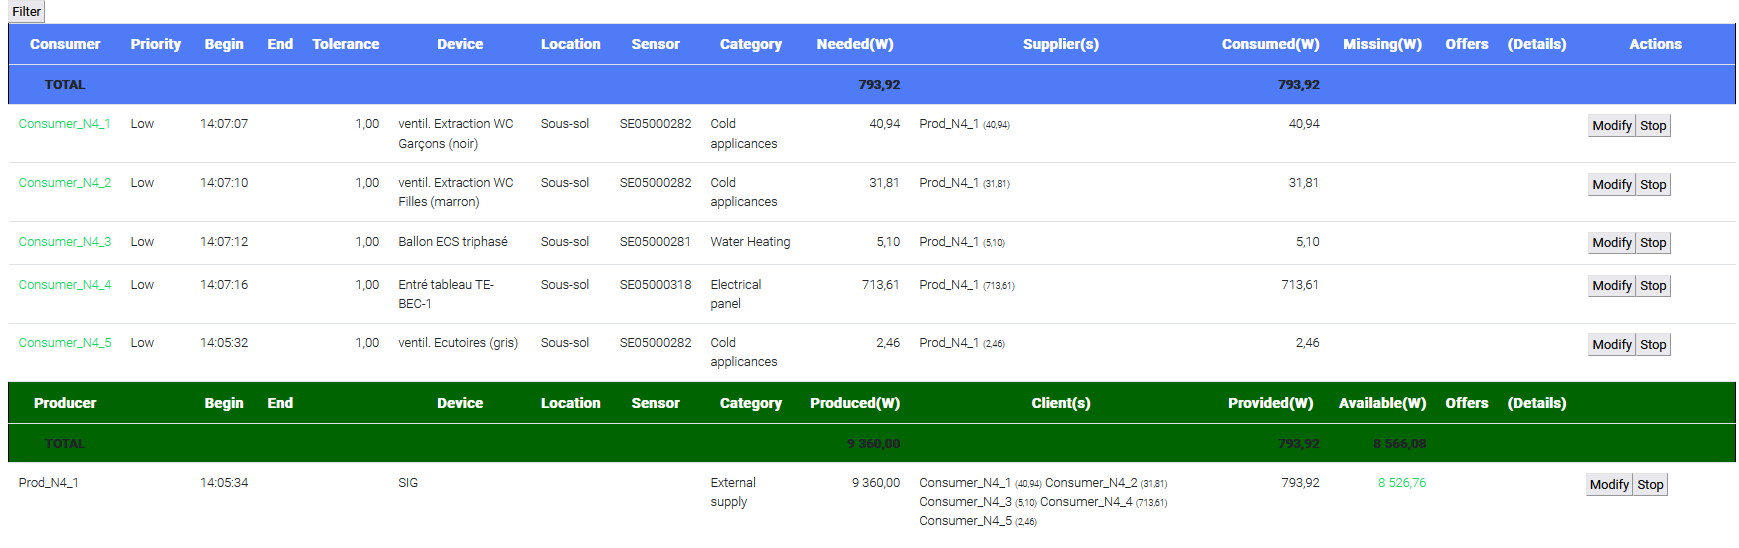 Filter
Consumer Priority Begin End Tolerance Device Location Sensor Category Needed(W) Supplier(s) Consumed(W) Missing(W) Offers (Details) Actions
TOTAL 793,92 793,92
Consumer_N4_1 Low 14:07:07 1,00 ventil. Extraction WC Sous-sol SE05000282 Cold 40,94 Prod_N4_1 (40,94) 40,94 Modify Stop
Garçons (noir) applicances
Consumer_N4_2 Low 14:07:10 1,00 ventil. Extraction WC Sous-sol SE05000282 Cold 31,81 Prod_N4_1 (31,81) 31,81 Modify Stop
Filles (marron) applicances
Consumer_N4_3 Low 14:07:12 1,00 Ballon ECS triphasé Sous-sol SE05000281 Water Heating 5,10 Prod_N4_1 (5,10) 5,10 Modify Stop
Consumer_N4_4 Low 14:07:16 1,00 Entré tableau TE- Sous-sol SE05000318 Electrical 713,61 Prod_N4_1 (713,61) 713,61 Modify Stop
BEC-1 panel
Consumer_N4_5 Low 14:05:32 1,00 ventil. Ecutoires (gris) Sous-sol SE05000282 Cold 2,46 Prod_N4_1 (2,46) 2,46 Modify Stop
applicances
Producer Begin End Device Location Sensor Category Produced(W) Client(s) Provided(W) Available(W) Offers (Details)
TOTAL 9 360,00 793,92 8 566,08
Prod_N4_1 14:05:34 SIG External 9 360,00 Consumer_N4_1 (40,94) Consumer_N4_2 (31,81) 793,92 8 526,76 Modify Stop
supply Consumer_N4_3 (5,10) Consumer_N4_4 (713,61)
Consumer_N4_5 (2,46)